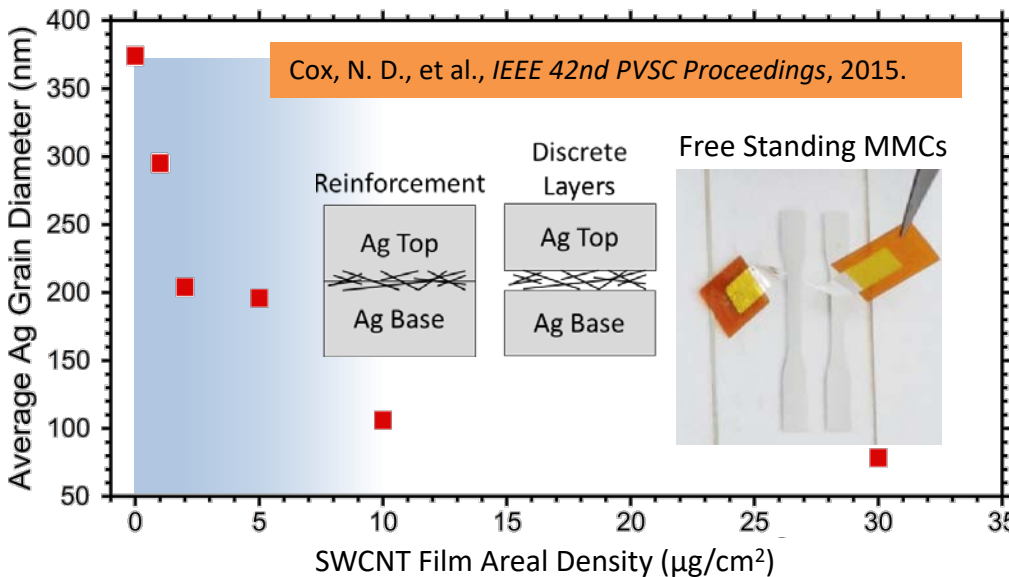 Average Ag Grain Diameter (nm)
400
350
300
250
200
150
100
50
Cox, N. D., et al., IEEE 42nd PVSC Proceedings, 2015.
Reinforcement
Ag Top
Ag Base
Discrete
Layers
Ag Top
Ag Base
Free Standing MMCs
0 5 10 15 20 25 30 35
SWCNT Film Areal Density (µg/cm²)